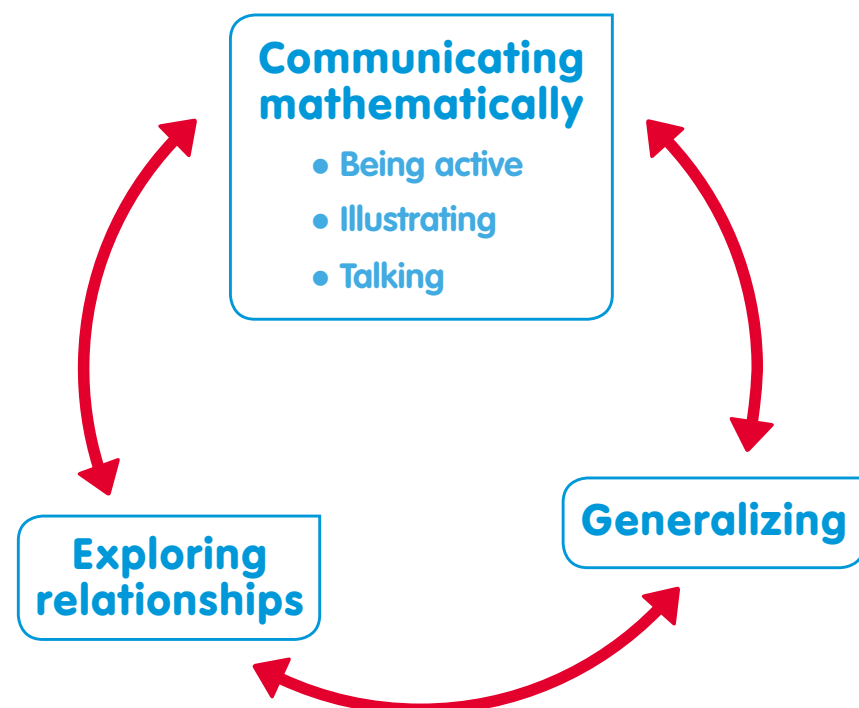 Communicating
mathematically
• Being active
• Illustrating
• Talking
Generalizing
Exploring
relationships